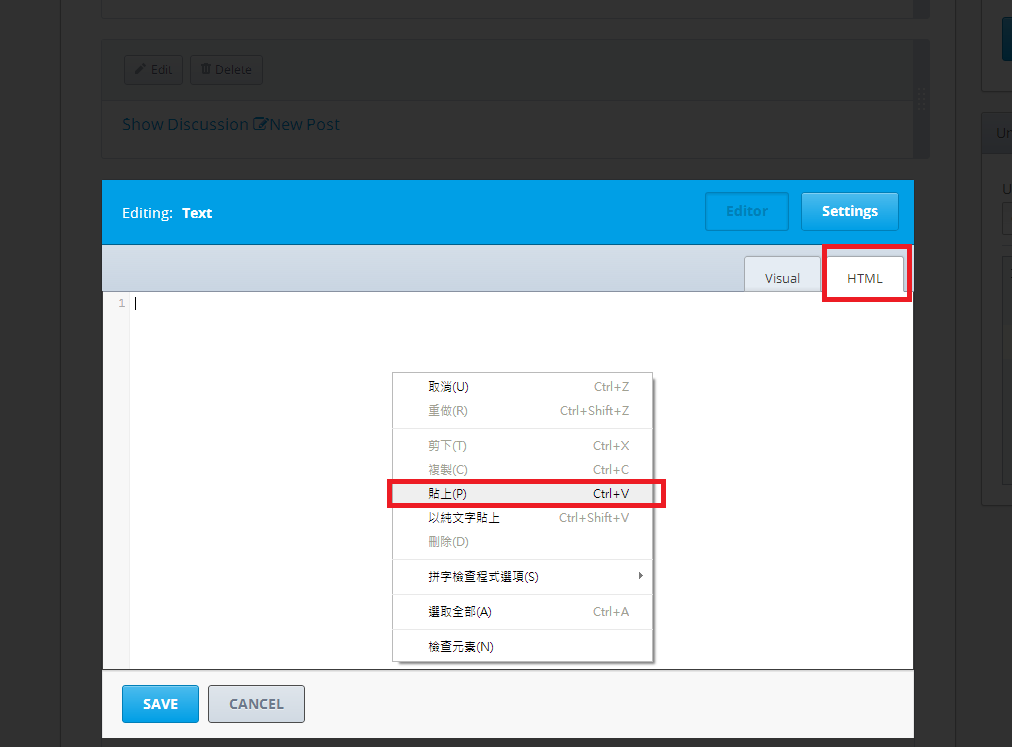 Edit Delete
Show Discussion New Post
Editing: Text Editor Settings
Visual HTML
1
取消(U) Ctrl+Z
重做(R) Ctrl+Shift+Z
剪下(T) Ctrl+X
複製(C) Ctrl+C
貼上(P) Ctrl+V
以純文字貼上 Ctrl+Shift+V
刪除(D)
拼字檢查程式選項(S)
選取全部(A) Ctrl+A
檢查元素(N)
SAVE CANCEL